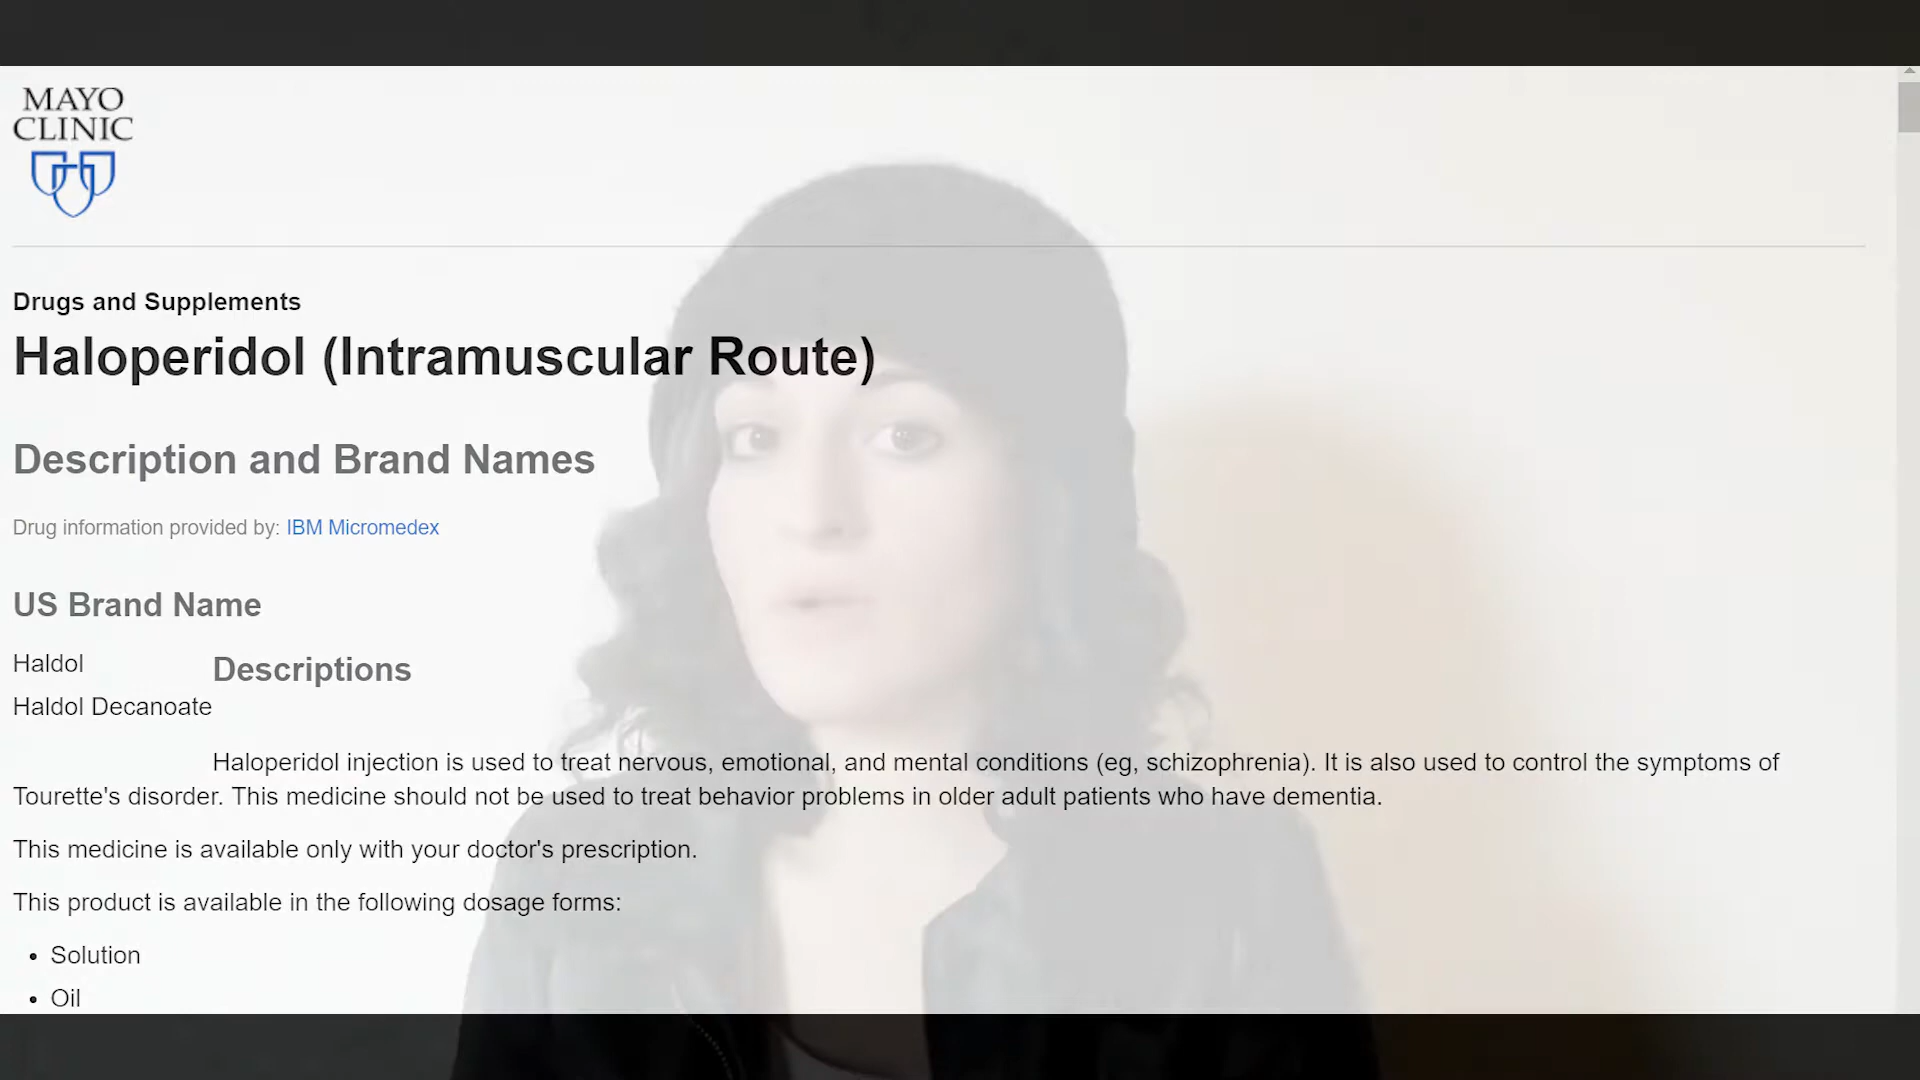 MAYO
CLINIC
Drugs and Supplements
Haloperidol (Intramuscular Route)
Description and Brand Names
Drug information provided by: IBM Micromedex
US Brand Name
Haldol
Descriptions
Haldol Decanoate
Haloperidol injection is used to treat nervous, emotional, and mental conditions (eg, schizophrenia). It is also used to control the symptoms of
Tourette's disorder. This medicine should not be used to treat behavior problems in older adult patients who have dementia.
This medicine is available only with your doctor's prescription.
This product is available in the following dosage forms:
• Solution
• Oil